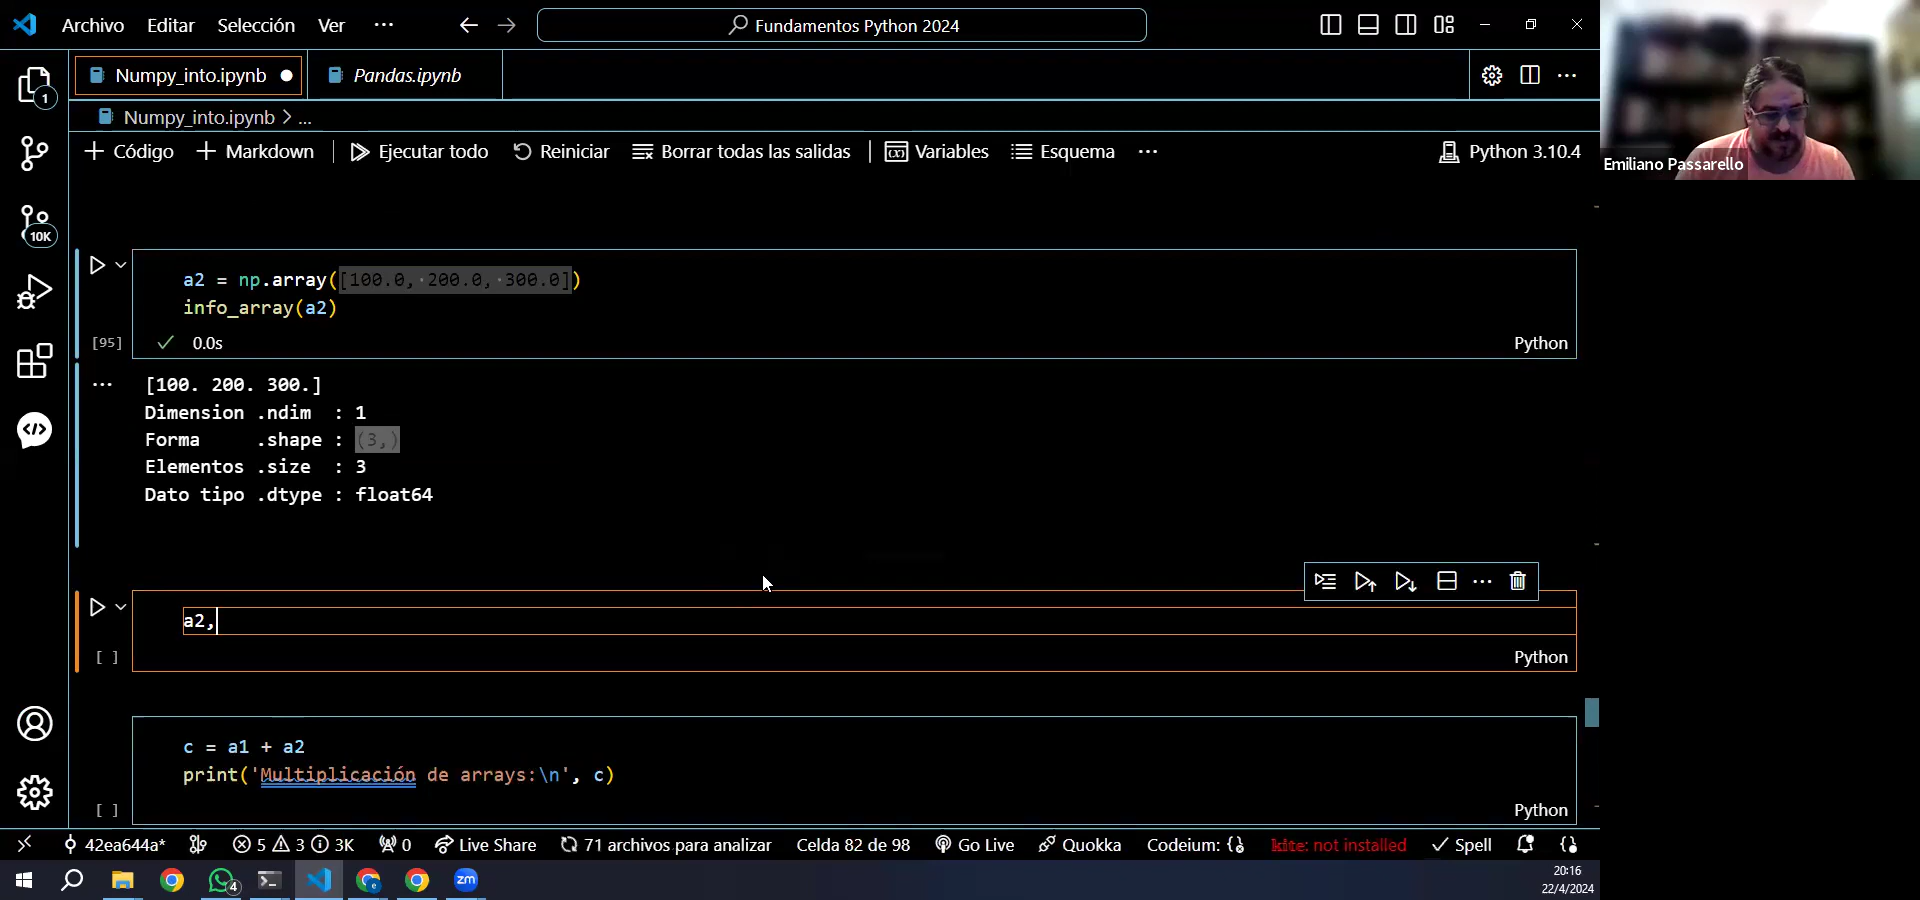 Archivo Editar Selección Ver ··· Fundamentos Python 2024
Numpy_into.ipynb Pandas.ipynb
Numpy_into.ipynb > ...
+ Código + Markdown Ejecutar todo Reiniciar Borrar todas las salidas Variables Esquema ··· Python 3.10.4
Emiliano Passarello
1
10K
a2 = np.array([100.0, 200.0, 300.0])
info_array(a2)
[95] 0.0s Python
[100. 200. 300.]
Dimension .ndim : 1
Forma .shape : (3,)
Elementos .size : 3
Dato tipo .dtype : float64
a2,
[ ] Python
c = a1 + a2
print('Multiplicación de arrays:\n', c)
[ ] Python
42ea644a* 5 3 3K 0 Live Share 71 archivos para analizar Celda 82 de 98 Go Live Quokka Codeium: {} kite: not installed Spell
4 zm 20:16
22/4/2024